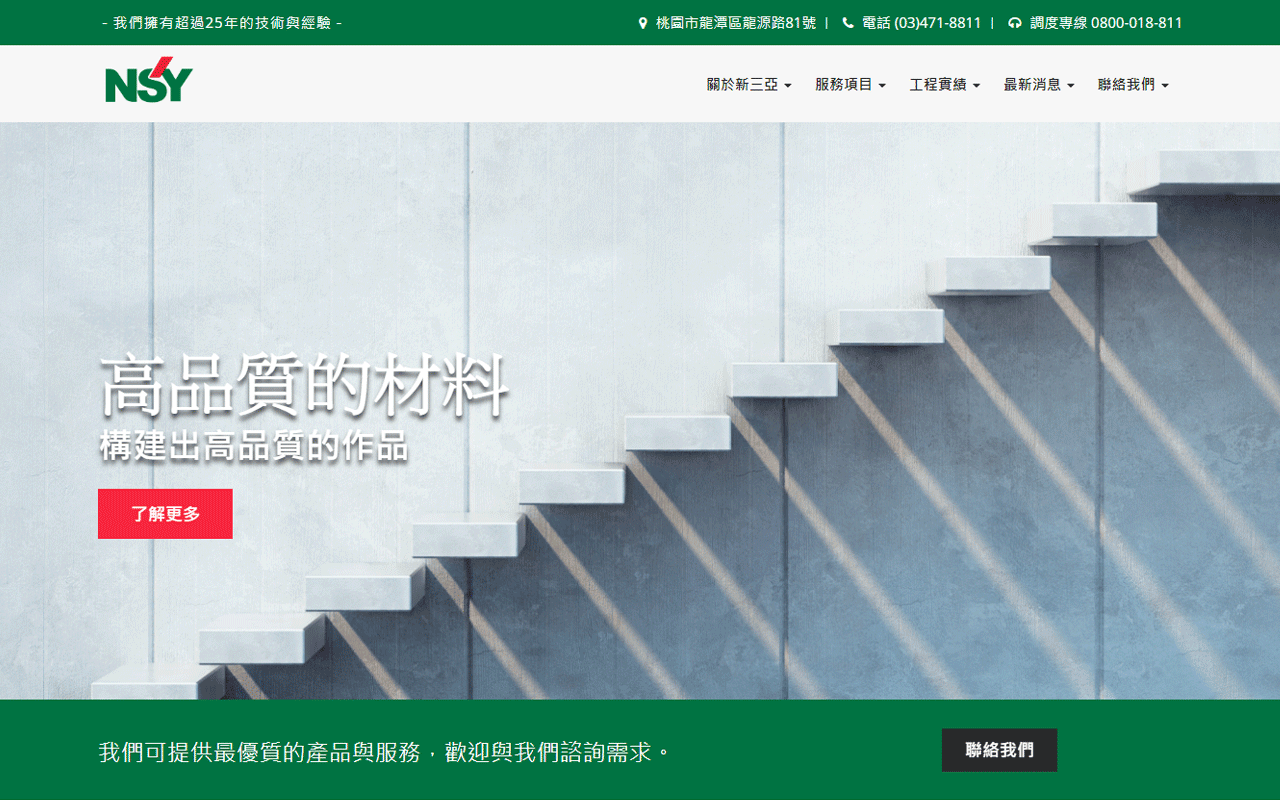 - 我們擁有超過25年的技術與經驗 -
桃園市龍潭區龍源路81號 | 電話 (03)471-8811 | 調度專線 0800-018-811
NSY
關於新三亞 服務項目 工程實績 最新消息 聯絡我們
高品質的材料
構建出高品質的作品
了解更多
我們可提供最優質的產品與服務，歡迎與我們諮詢需求。
聯絡我們